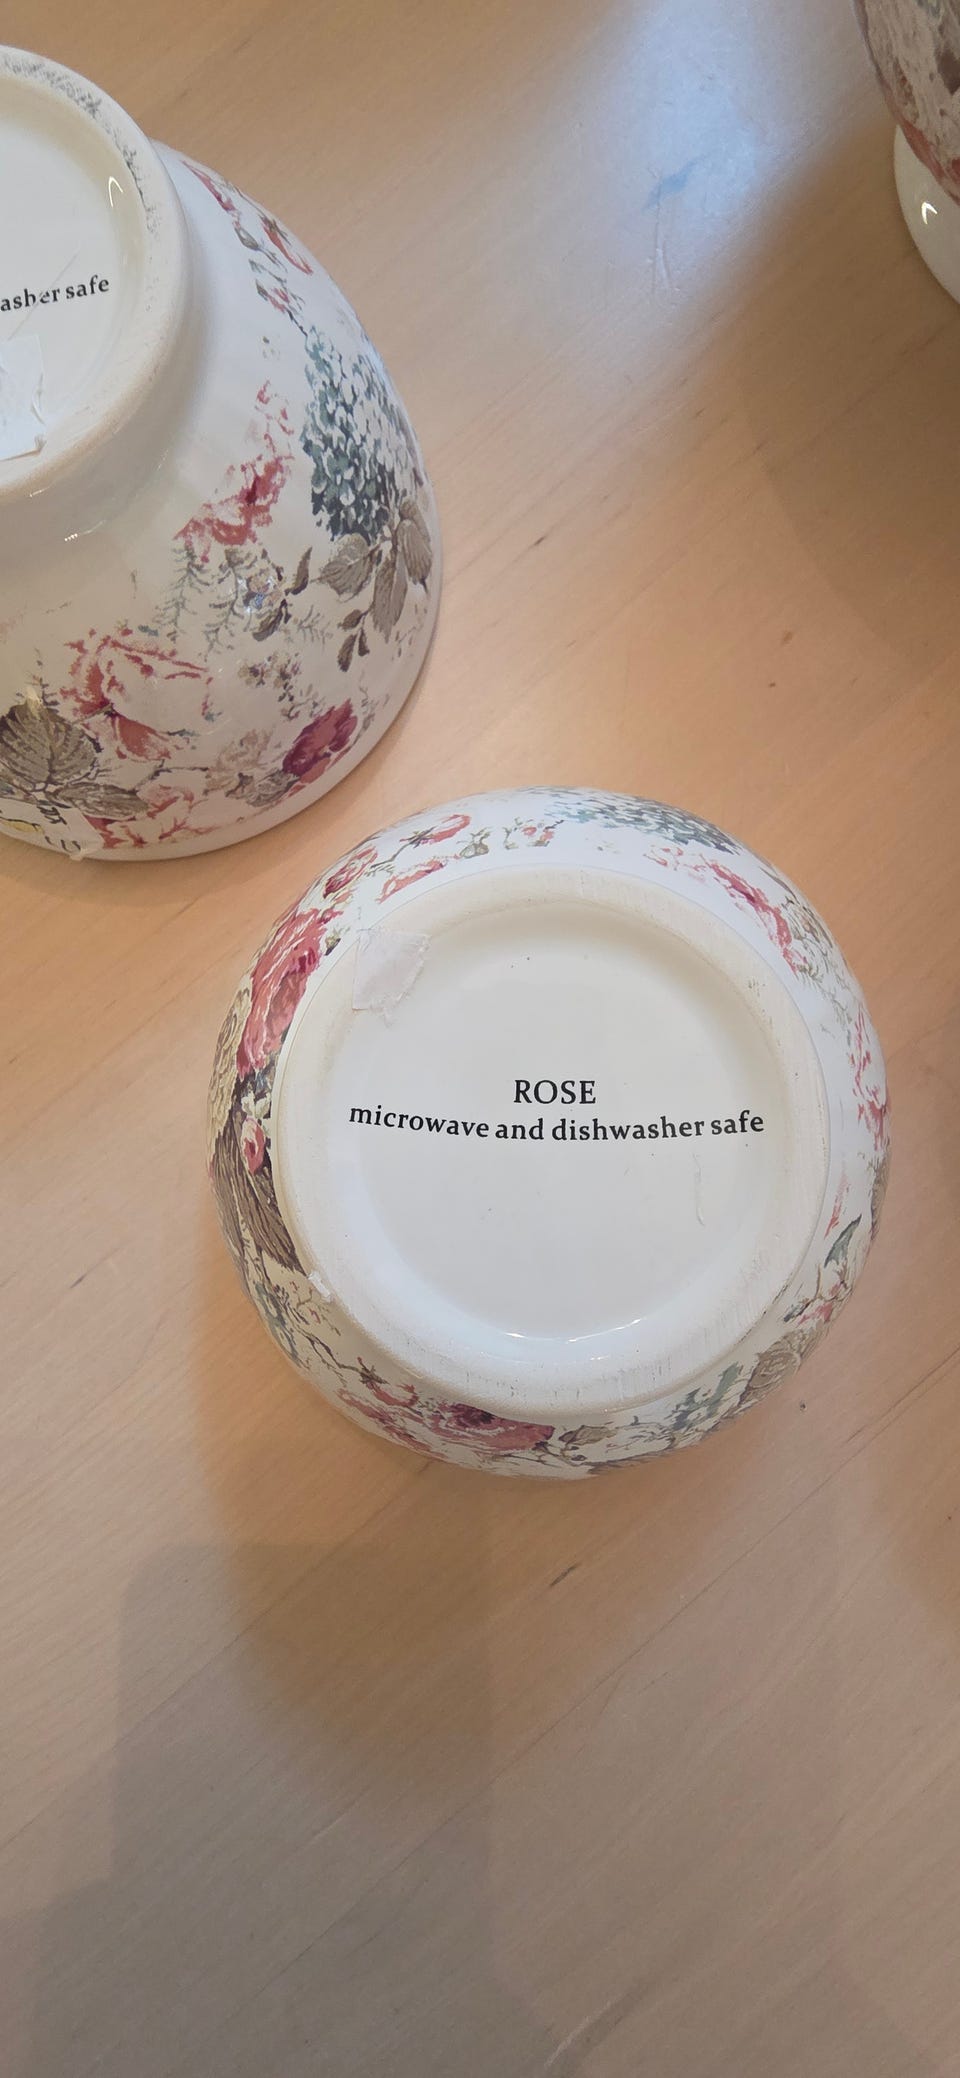 asher safe
ROSE
microwave and dishwasher safe